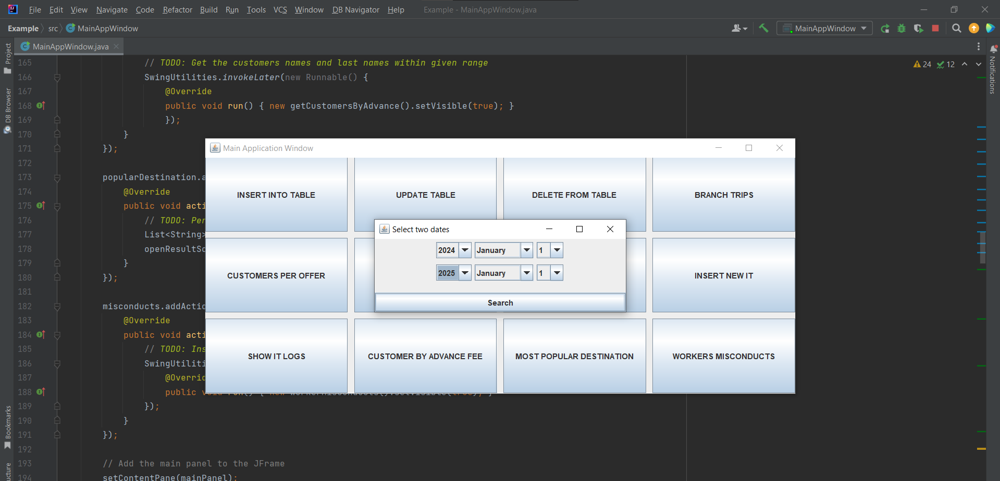 File Edit View Navigate Code Refactor Build Run Tools VCS Window DB Navigator Help Example - MainAppWindow.java
Example src MainAppWindow MainAppWindow
MainAppWindow.java
Project
DB Browser
Bookmarks
Notifications
24 12
165 // TODO: Get the customers names and last names within given range
166 SwingUtilities.invokeLater(new Runnable() {
167 @Override
168 public void run() { new getCustomersByAdvance().setVisible(true); }
169 });
170 }
171 });
172
173 popularDestination.a
174 @Override
175 public void acti
176 // TODO: Per
177 List<String>
178 openResultSc
179 }
180 });
181
182 misconducts.addActio
183 @Override
184 public void acti
185 // TODO: Ins
186 SwingUtiliti
187 @Overrid
188 public v
189 });
190 }
191 });
192
193 // Add the main panel to the JFrame
194 setContentPane(mainPanel);
Main Application Window
INSERT INTO TABLE UPDATE TABLE DELETE FROM TABLE BRANCH TRIPS
CUSTOMERS PER OFFER INSERT NEW IT
SHOW IT LOGS CUSTOMER BY ADVANCE FEE MOST POPULAR DESTINATION WORKERS MISCONDUCTS
Select two dates
2024 January 1
2025 January 1
Search